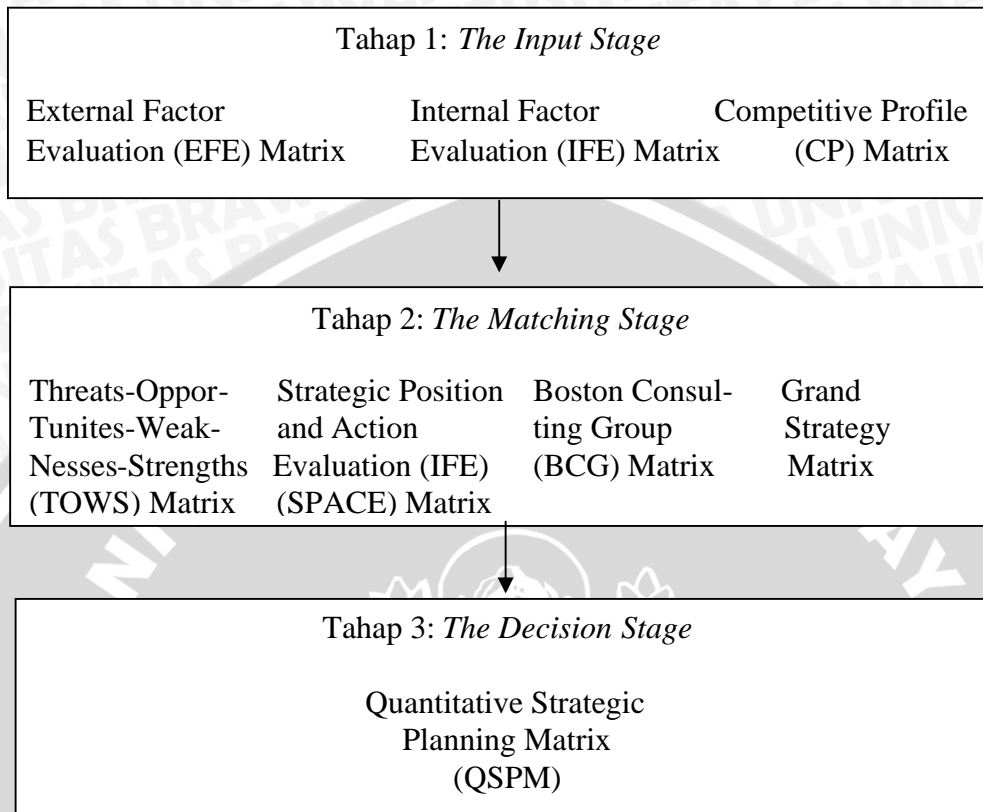 Tahap 1: The Input Stage
External Factor
Evaluation (EFE) Matrix
Internal Factor
Evaluation (IFE) Matrix
Competitive Profile
(CP) Matrix
Tahap 2: The Matching Stage
Threats-Oppor-
Tunites-Weak-
Nesses-Strengths
(TOWS) Matrix
Strategic Position
and Action
Evaluation (IFE)
(SPACE) Matrix
Boston Consul-
ting Group
(BCG) Matrix
Grand
Strategy
Matrix
Tahap 3: The Decision Stage
Quantitative Strategic
Planning Matrix
(QSPM)